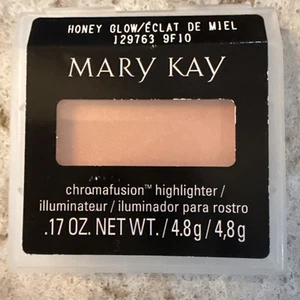 HONEY GLOW/ÉCLAT DE MIEL
129763 9F10
MARY KAY
chromafusion™ highlighter /
illuminateur / iluminador para rostro
.17 OZ. NET WT. / 4.8g / 4,8g